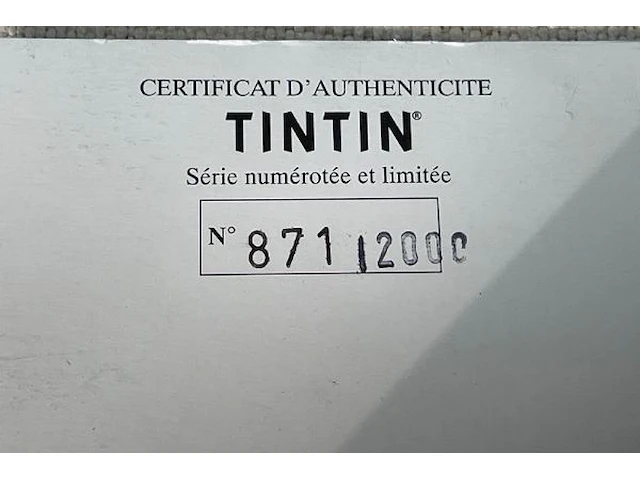 CERTIFICAT D'AUTHENTICITE
TINTIN®
Série numérotée et limitée
N° 871/2000